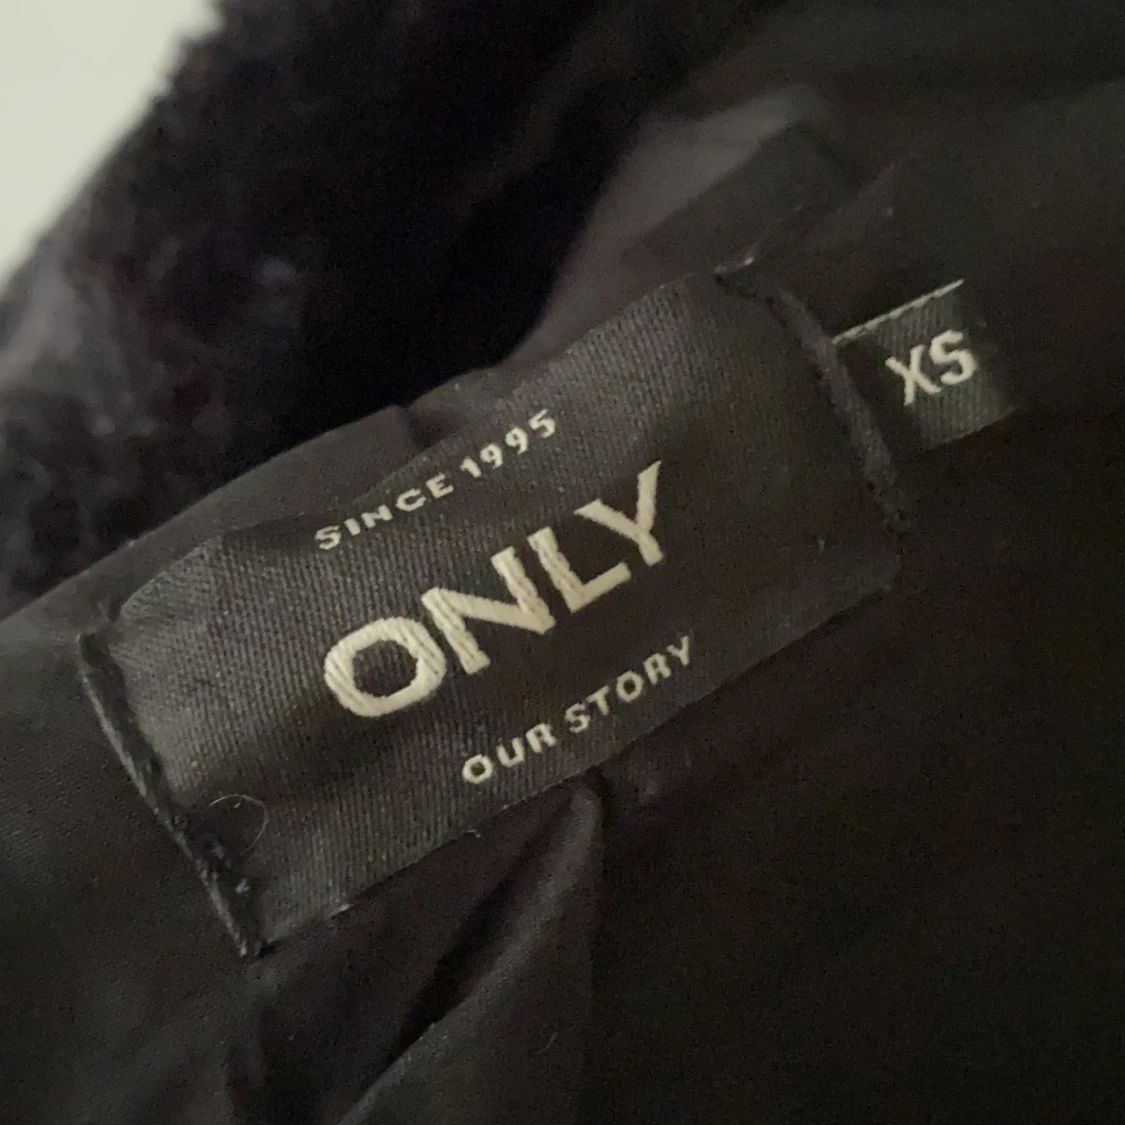 SINCE 1995
ONLY
OUR STORY
XS